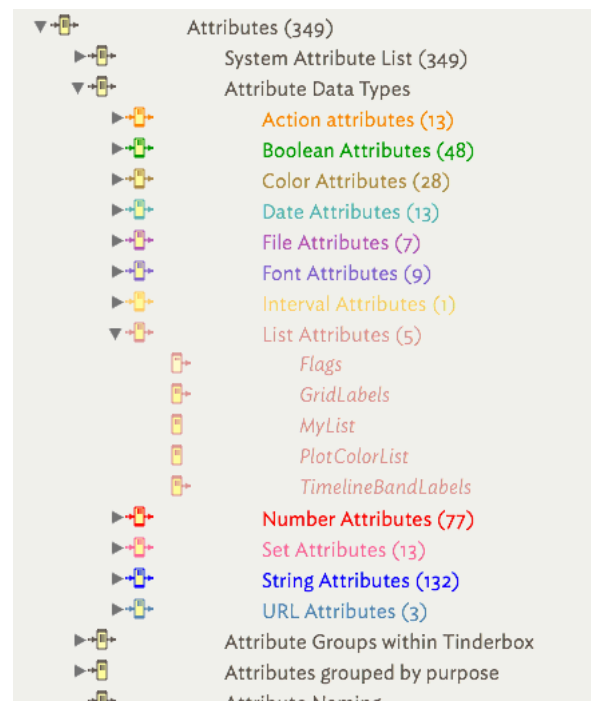 Attributes (349)
System Attribute List (349)
Attribute Data Types
Action attributes (13)
Boolean Attributes (48)
Color Attributes (28)
Date Attributes (13)
File Attributes (7)
Font Attributes (9)
Interval Attributes (1)
List Attributes (5)
Flags
GridLabels
MyList
PlotColorList
TimelineBandLabels
Number Attributes (77)
Set Attributes (13)
String Attributes (132)
URL Attributes (3)
Attribute Groups within Tinderbox
Attributes grouped by purpose
Attribute Naming